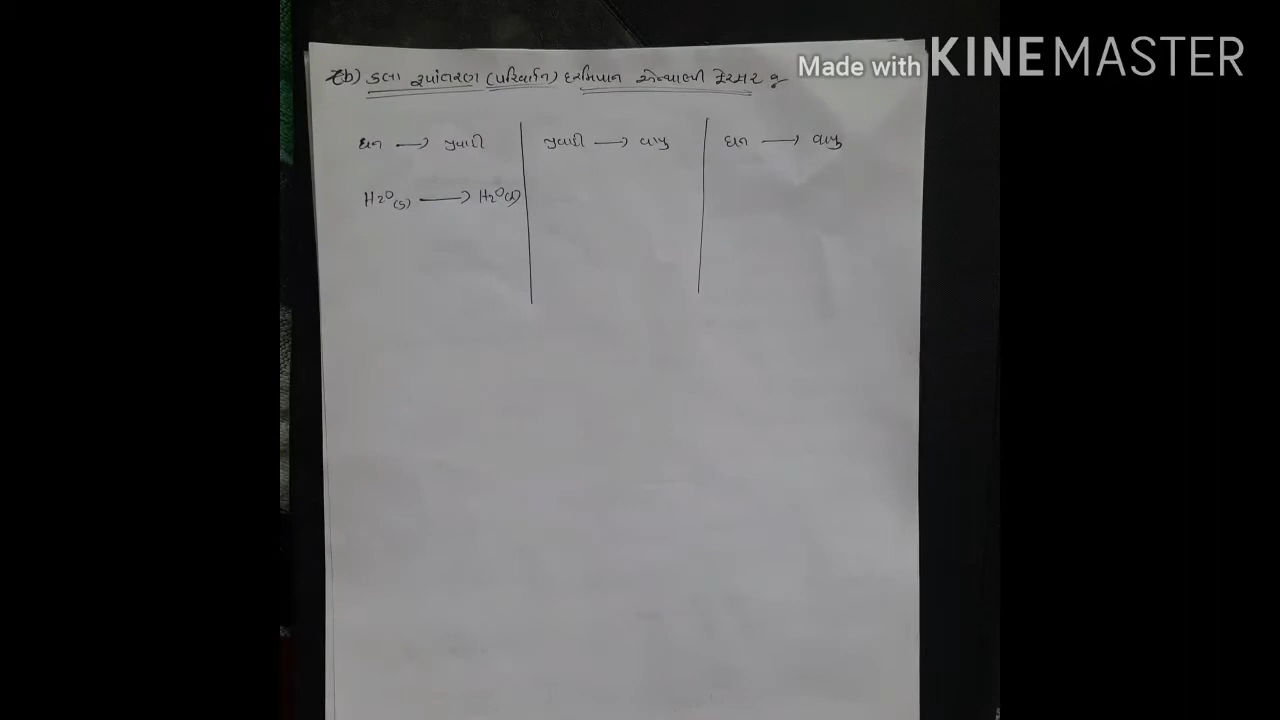 Made with KINEMASTER
(b) કલા રૂપાંતરણ (પરિવર્તન) દરમિયાન એન્થાલ્પી ફેરફાર
ઘન → પ્રવાહી પ્રવાહી → વાયુ ઘન → વાયુ
H2O(s) → H2O(l)